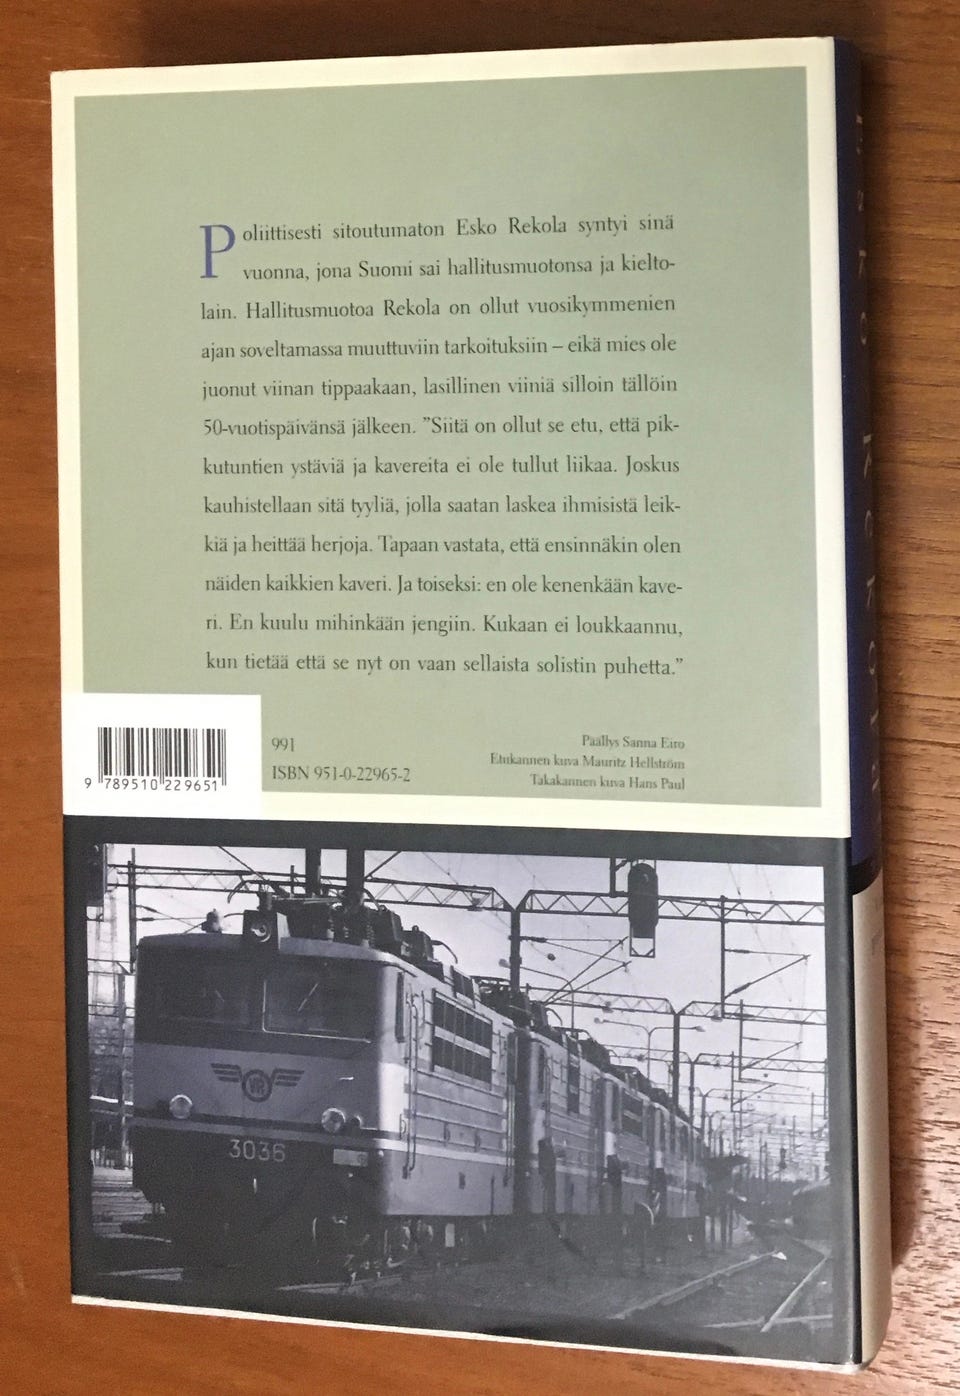 Poliittisesti sitoutumaton Esko Rekola syntyi sinä
vuonna, jona Suomi sai hallitusmuotonsa ja kielto-
lain. Hallitusmuotoa Rekola on ollut vuosikymmenien
ajan soveltamassa muuttuviin tarkoituksiin – eikä mies ole
juonut viinan tippaakaan, lasillinen viiniä silloin tällöin
50-vuotispäivänsä jälkeen. ”Siitä on ollut se etu, että pik-
kutuntien ystäviä ja kavereita ei ole tullut liikaa. Joskus
kauhistellaan sitä tyyliä, jolla saatan laskea ihmisistä leik-
kiä ja heittää herjoja. Tapaan vastata, että ensinnäkin olen
näiden kaikkien kaveri. Ja toiseksi: en ole kenenkään kave-
ri. En kuulu mihinkään jengiin. Kukaan ei loukkaannu,
kun tietää että se nyt on vaan sellaista solistin puhetta.”
991
ISBN 951-0-22965-2
Päällys Sanna Eiro
Etukannen kuva Mauritz Hellström
Takakannen kuva Hans Paul
9 789510 229651
VR
3036